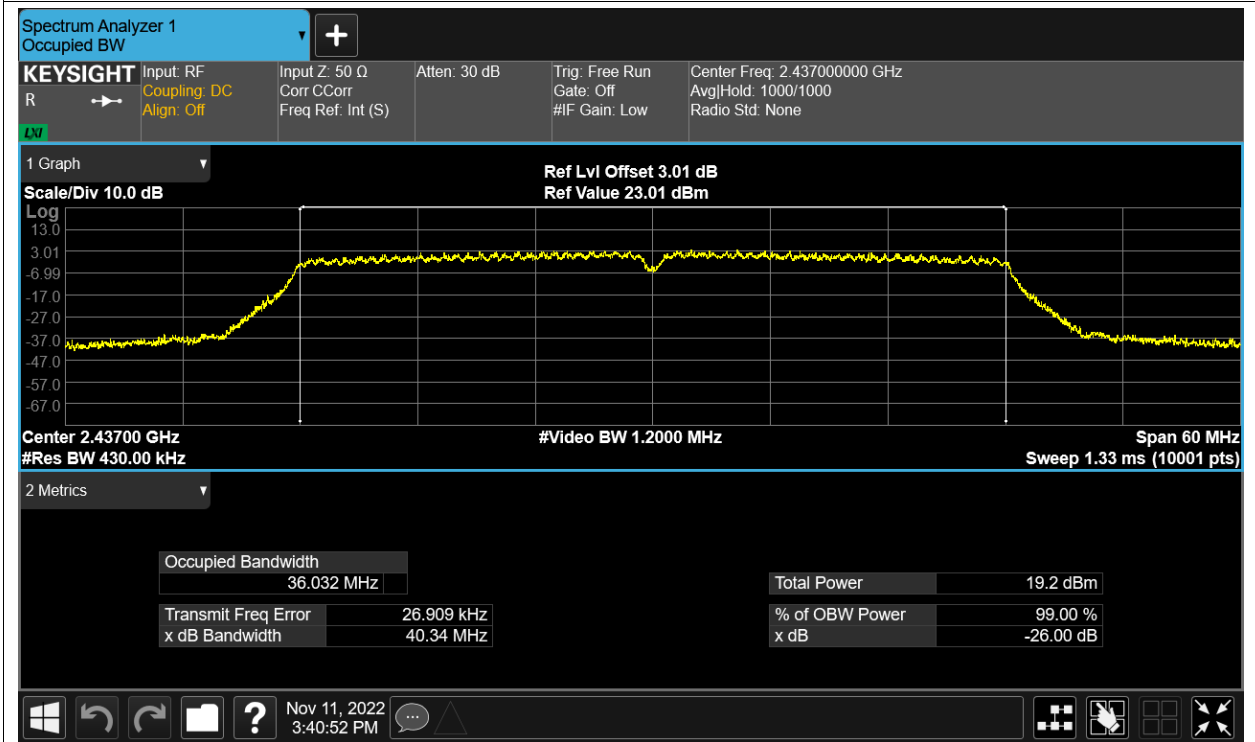 Spectrum Analyzer 1
Occupied BW
KEYSIGHT
R
LXI
Input: RF
Coupling: DC
Align: Off
Input Z: 50 Ω
Corr CCorr
Freq Ref: Int (S)
Atten: 30 dB
Trig: Free Run
Gate: Off
#IF Gain: Low
Center Freq: 2.437000000 GHz
Avg|Hold: 1000/1000
Radio Std: None
1 Graph
Scale/Div 10.0 dB
Ref Lvl Offset 3.01 dB
Ref Value 23.01 dBm
Log
13.0
3.01
-6.99
-17.0
-27.0
-37.0
-47.0
-57.0
-67.0
Center 2.43700 GHz
#Res BW 430.00 kHz
#Video BW 1.2000 MHz
Span 60 MHz
Sweep 1.33 ms (10001 pts)
2 Metrics
Occupied Bandwidth
36.032 MHz
Transmit Freq Error 26.909 kHz
x dB Bandwidth 40.34 MHz
Total Power 19.2 dBm
% of OBW Power 99.00 %
x dB -26.00 dB
?
Nov 11, 2022
3:40:52 PM